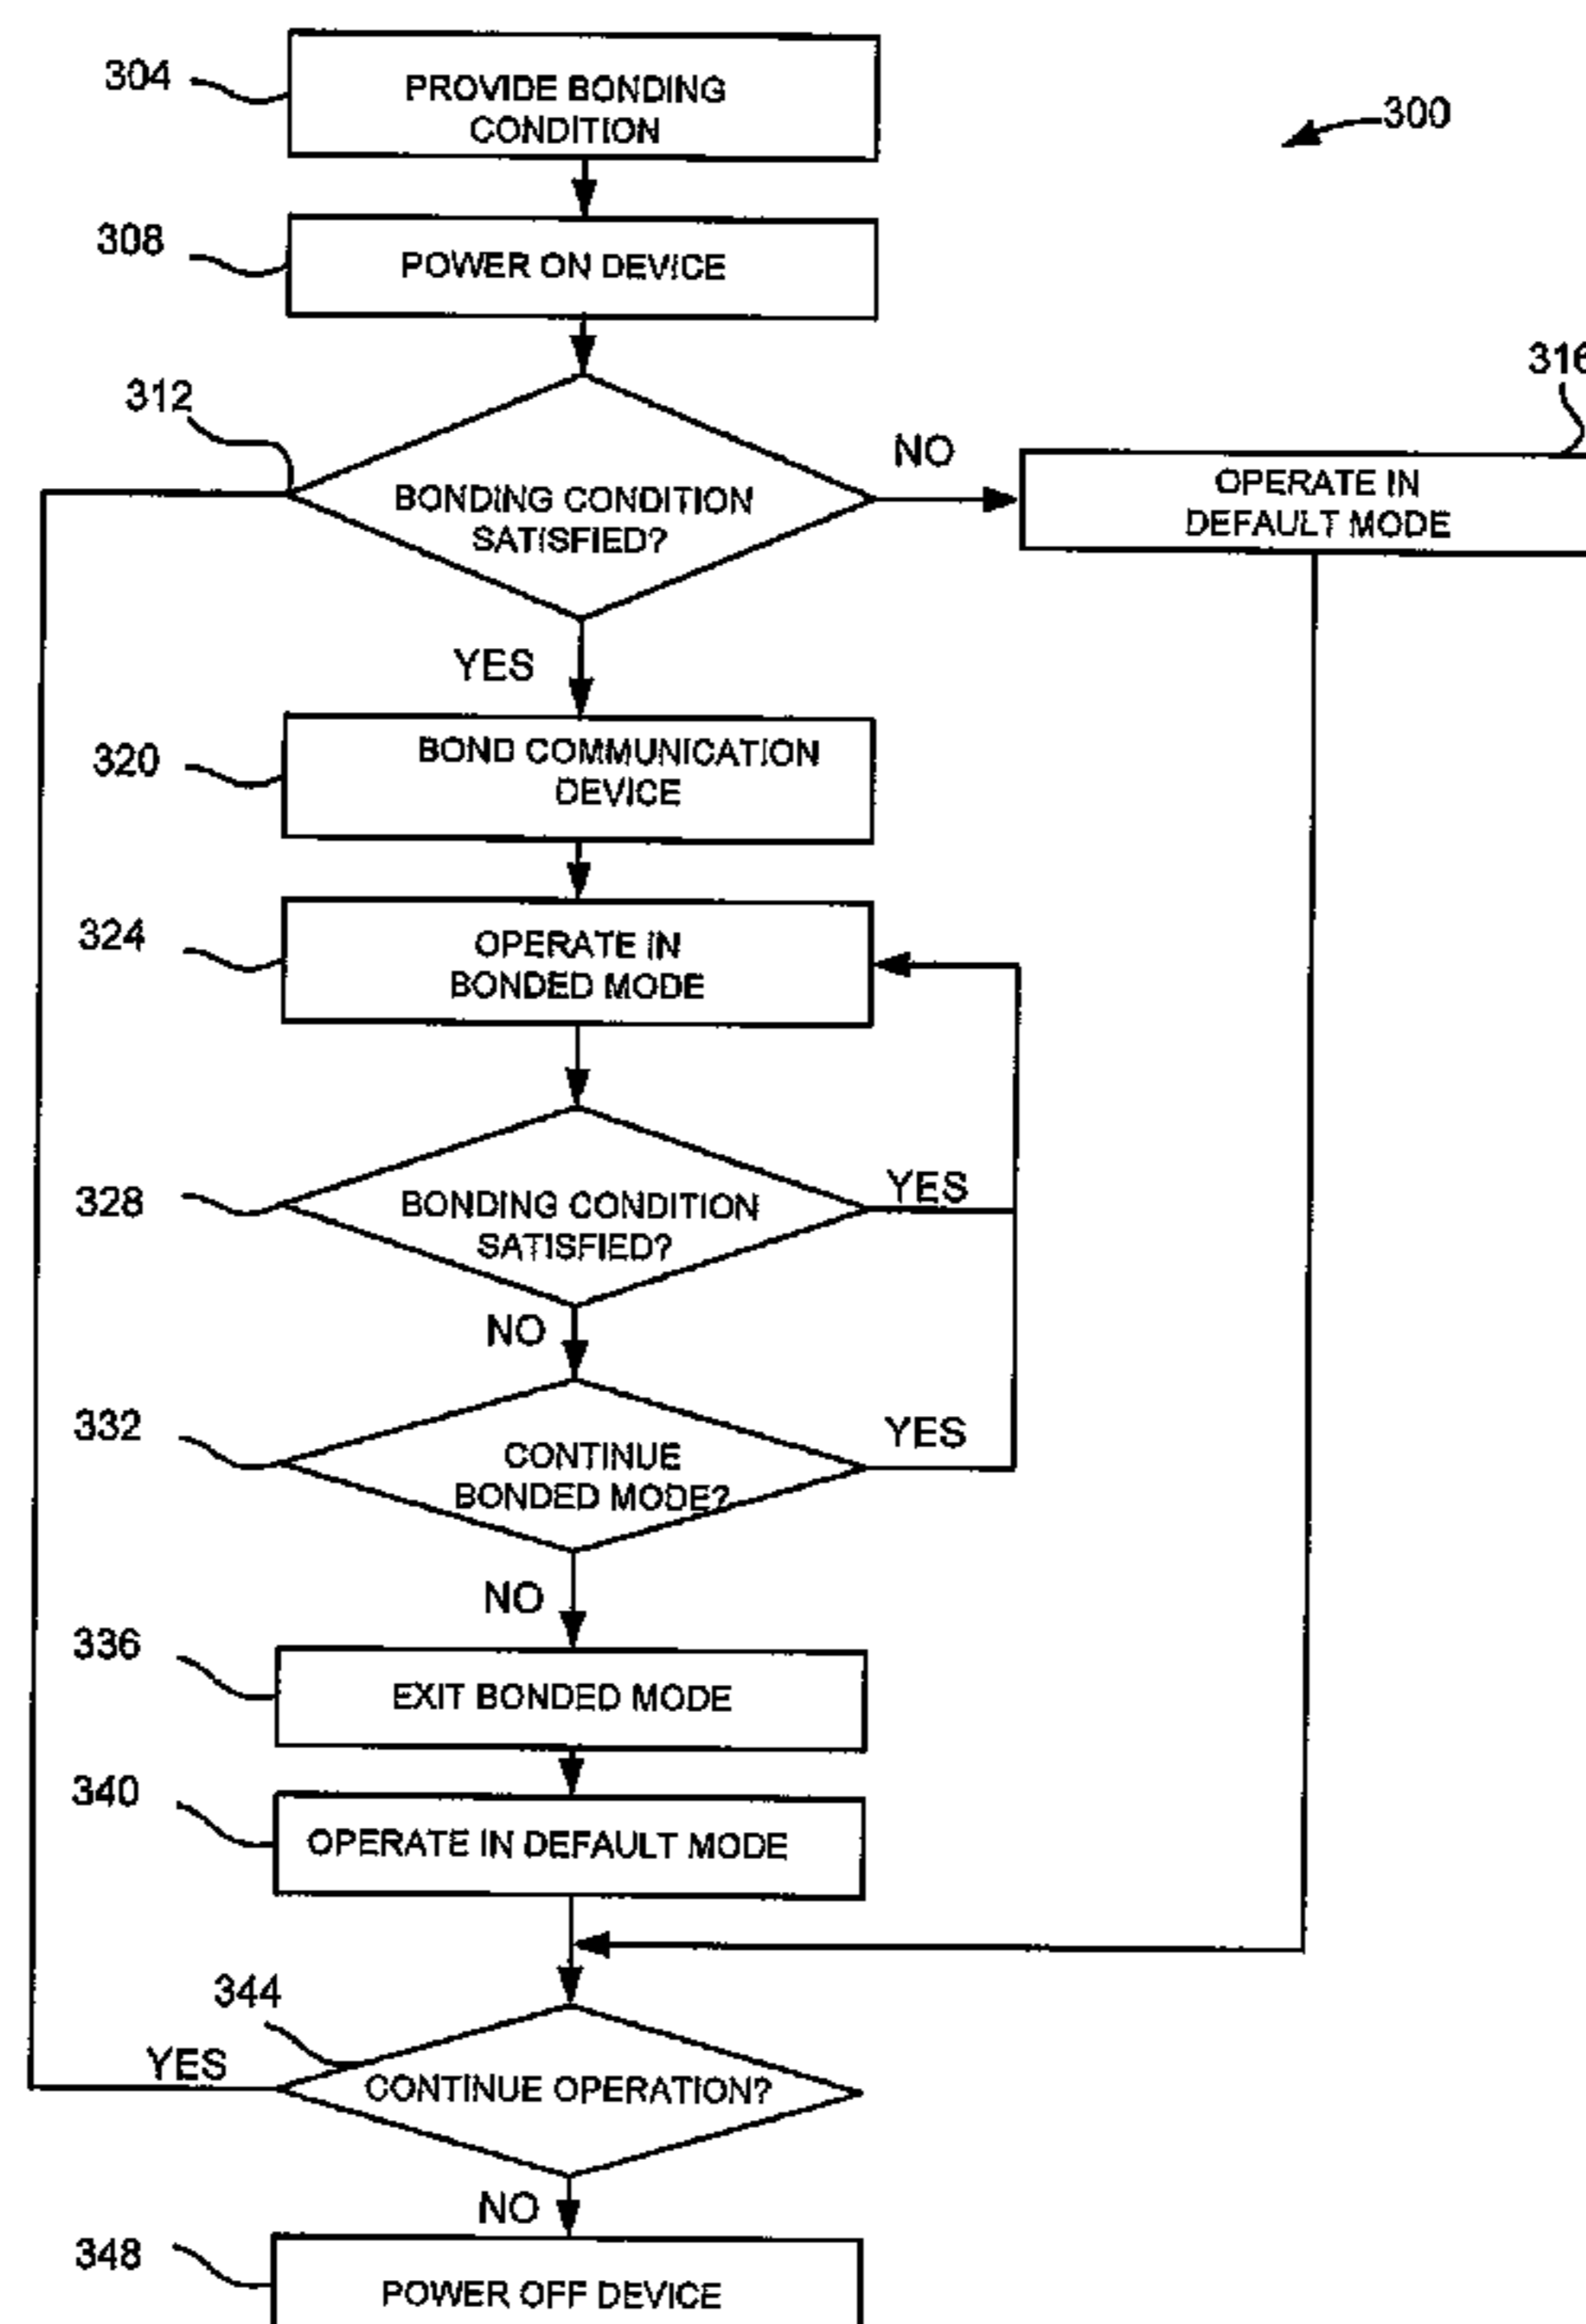 304
PROVIDE BONDING
CONDITION
300
308
POWER ON DEVICE
312
316
NO
BONDING CONDITION
SATISFIED?
OPERATE IN
DEFAULT MODE
YES
320
BOND COMMUNICATION
DEVICE
324
OPERATE IN
BONDED MODE
328
BONDING CONDITION
SATISFIED?
YES
NO
332
CONTINUE
BONDED MODE?
YES
NO
336
EXIT BONDED MODE
340
OPERATE IN DEFAULT MODE
344
YES
CONTINUE OPERATION?
NO
348
POWER OFF DEVICE